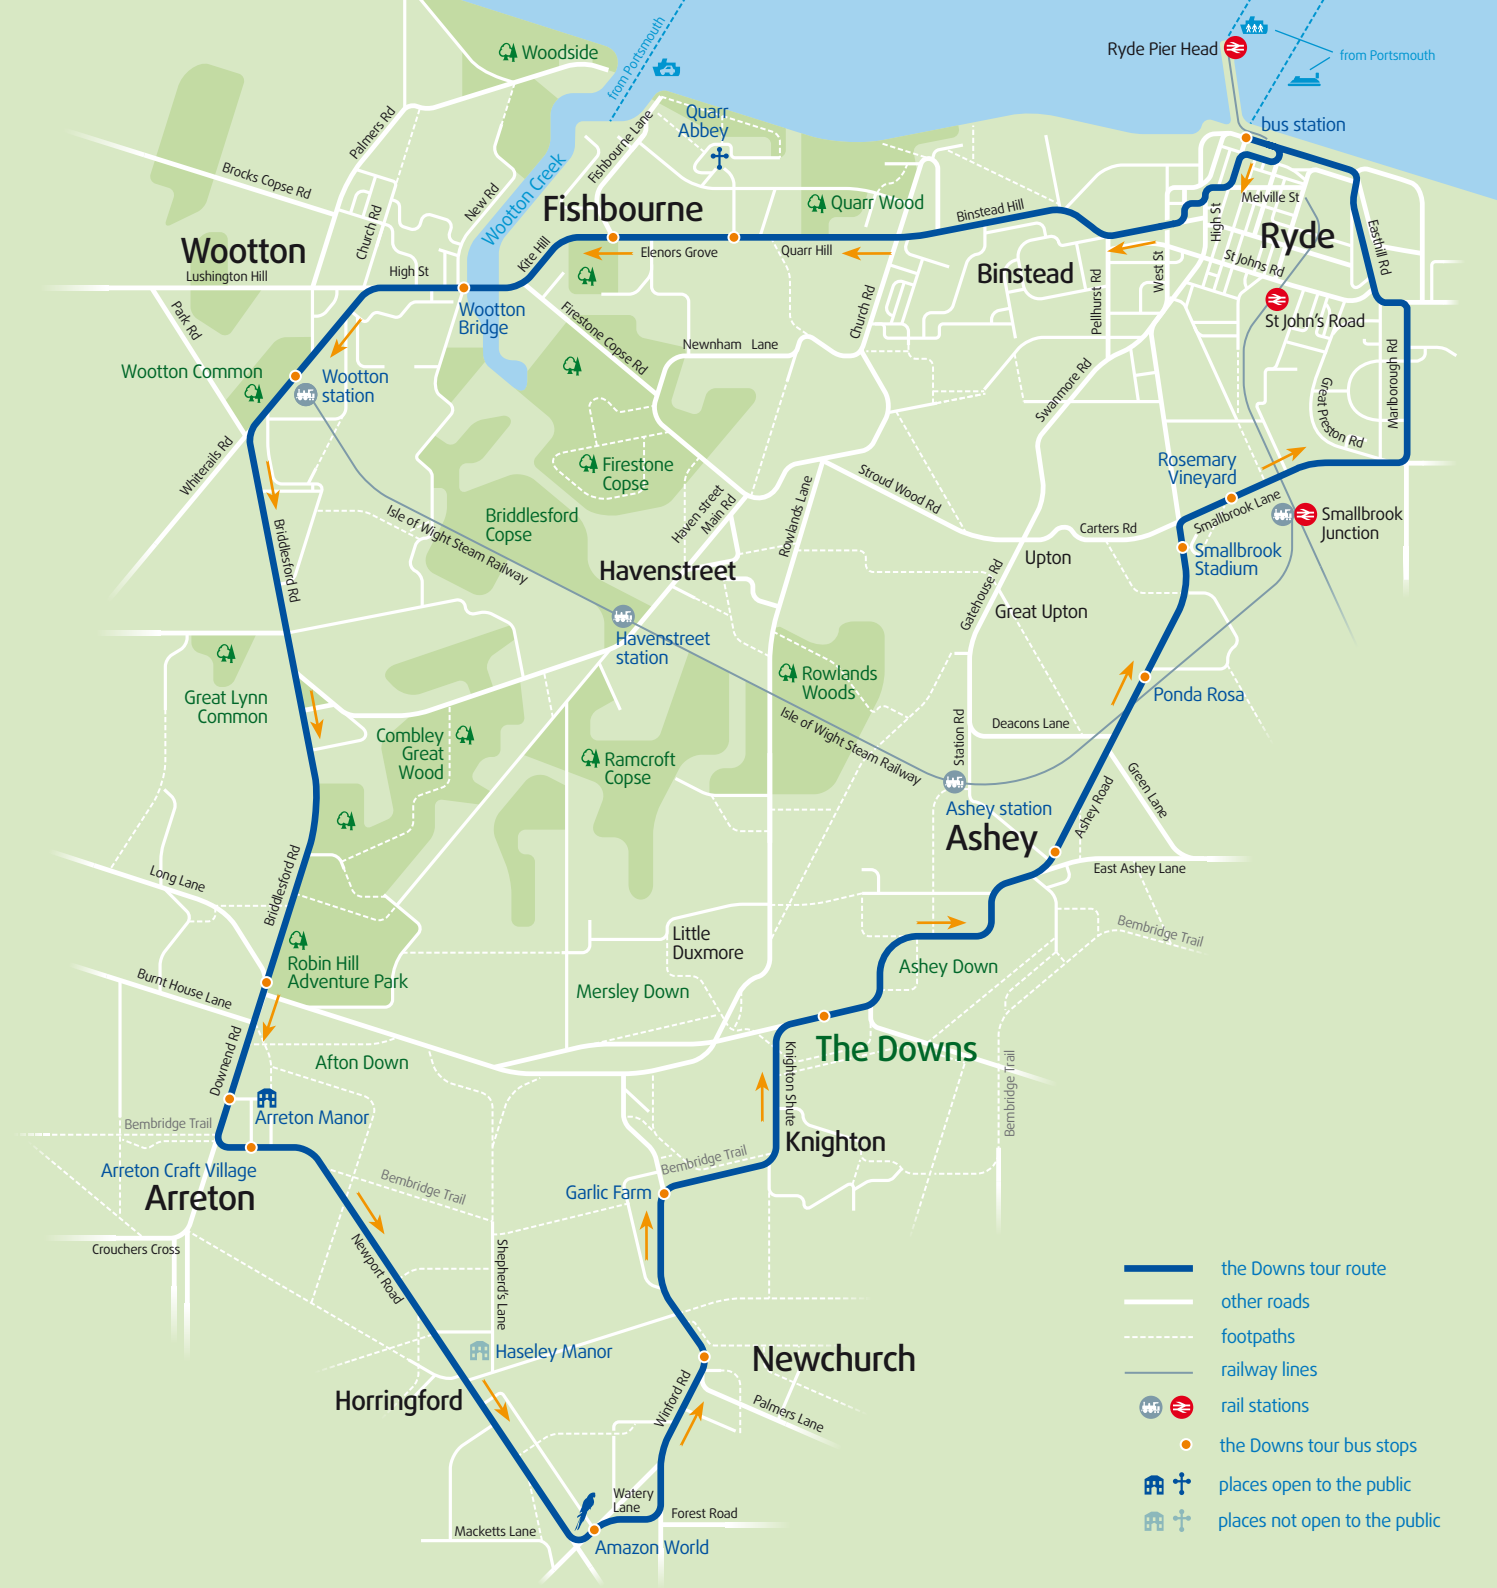 from Portsmouth
Woodside
Ryde Pier Head
from Portsmouth
Palmers Rd
Quarr
Abbey
bus station
Fishbourne Lane
Brocks Copse Rd
New Rd
Wootton Creek
Church Rd
Fishbourne
Quarr Wood
Binstead Hill
Melville St
High St
Ryde
Easthill Rd
Wootton
Lushington Hill
High St
Kite Hill
Elenors Grove
Quarr Hill
Binstead
Pellhurst Rd
West St
St Johns Rd
St John's Road
Park Rd
Wootton
Bridge
Firestone Copse Rd
Church Rd
Newnham Lane
Wootton Common
Wootton
station
Swanmore Rd
Great Preston Rd
Marlborough Rd
Whiterails Rd
Firestone
Copse
Haven street
Main Rd
Rowlands Lane
Stroud Wood Rd
Rosemary
Vineyard
Smallbrook Lane
Smallbrook
Junction
Isle of Wight Steam Railway
Briddlesford
Copse
Carters Rd
Upton
Smallbrook
Stadium
Briddlesford Rd
Havenstreet
Gatehouse Rd
Great Upton
Havenstreet
station
Great Lynn
Common
Rowlands
Woods
Ponda Rosa
Combley
Great
Wood
Isle of Wight Steam Railway
Station Rd
Deacons Lane
Ramcroft
Copse
Ashey station
Ashey
Ashey Road
Green Lane
East Ashey Lane
Long Lane
Briddlesford Rd
Bembridge Trail
Little
Duxmore
Robin Hill
Adventure Park
Burnt House Lane
Mersley Down
Ashey Down
Downend Rd
Afton Down
Knighton Shute
The Downs
Bembridge Trail
Arreton Manor
Bembridge Trail
Knighton
Arreton Craft Village
Arreton
Bembridge Trail
Bembridge Trail
Garlic Farm
Crouchers Cross
Newport Road
Shepherd's Lane
Haseley Manor
Newchurch
Horringford
Winford Rd
Palmers Lane
Watery
Lane
Forest Road
Macketts Lane
Amazon World
the Downs tour route
other roads
footpaths
railway lines
rail stations
the Downs tour bus stops
places open to the public
places not open to the public